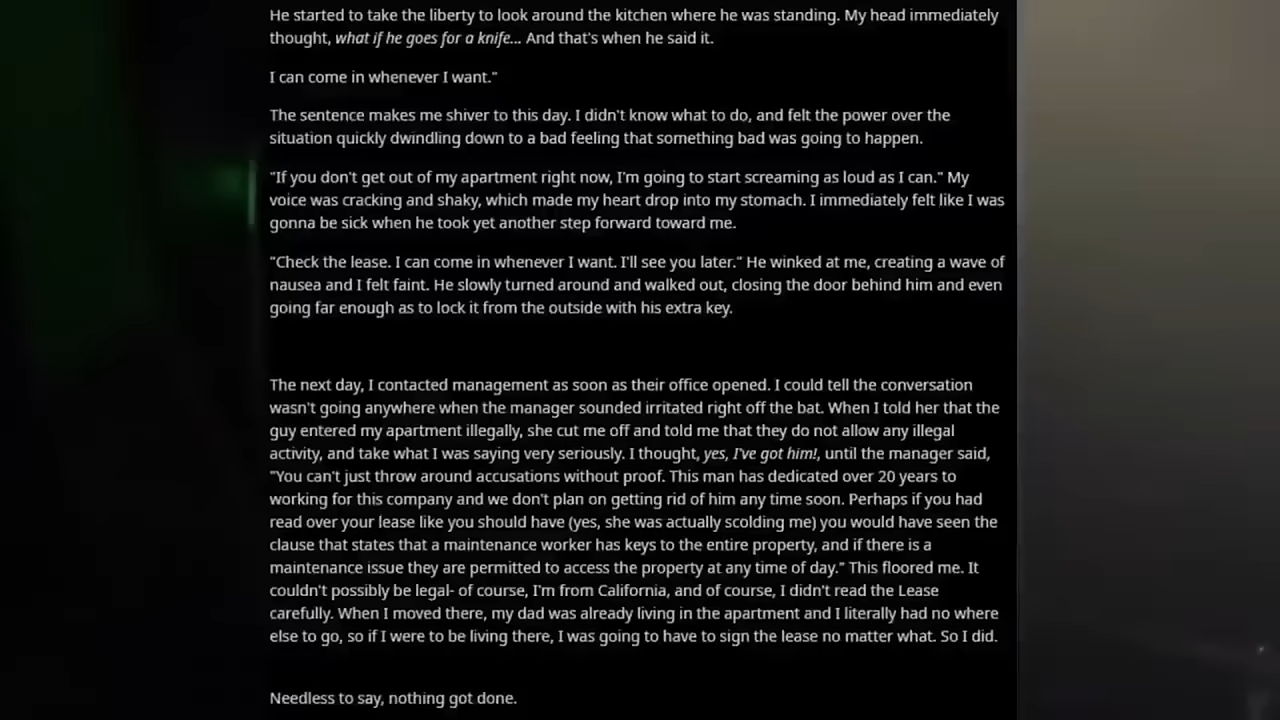 He started to take the liberty to look around the kitchen where he was standing. My head immediately
thought, what if he goes for a knife... And that's when he said it.
I can come in whenever I want."
The sentence makes me shiver to this day. I didn't know what to do, and felt the power over the
situation quickly dwindling down to a bad feeling that something bad was going to happen.
"If you don't get out of my apartment right now, I'm going to start screaming as loud as I can." My
voice was cracking and shaky, which made my heart drop into my stomach. I immediately felt like I was
gonna be sick when he took yet another step forward toward me.
"Check the lease. I can come in whenever I want. I'll see you later." He winked at me, creating a wave of
nausea and I felt faint. He slowly turned around and walked out, closing the door behind him and even
going far enough as to lock it from the outside with his extra key.
The next day, I contacted management as soon as their office opened. I could tell the conversation
wasn't going anywhere when the manager sounded irritated right off the bat. When I told her that the
guy entered my apartment illegally, she cut me off and told me that they do not allow any illegal
activity, and take what I was saying very seriously. I thought, yes, I've got him!, until the manager said,
"You can't just throw around accusations without proof. This man has dedicated over 20 years to
working for this company and we don't plan on getting rid of him any time soon. Perhaps if you had
read over your lease like you should have (yes, she was actually scolding me) you would have seen the
clause that states that a maintenance worker has keys to the entire property, and if there is a
maintenance issue they are permitted to access the property at any time of day." This floored me. It
couldn't possibly be legal- of course, I'm from California, and of course, I didn't read the Lease
carefully. When I moved there, my dad was already living in the apartment and I literally had no where
else to go, so if I were to be living there, I was going to have to sign the lease no matter what. So I did.
Needless to say, nothing got done.